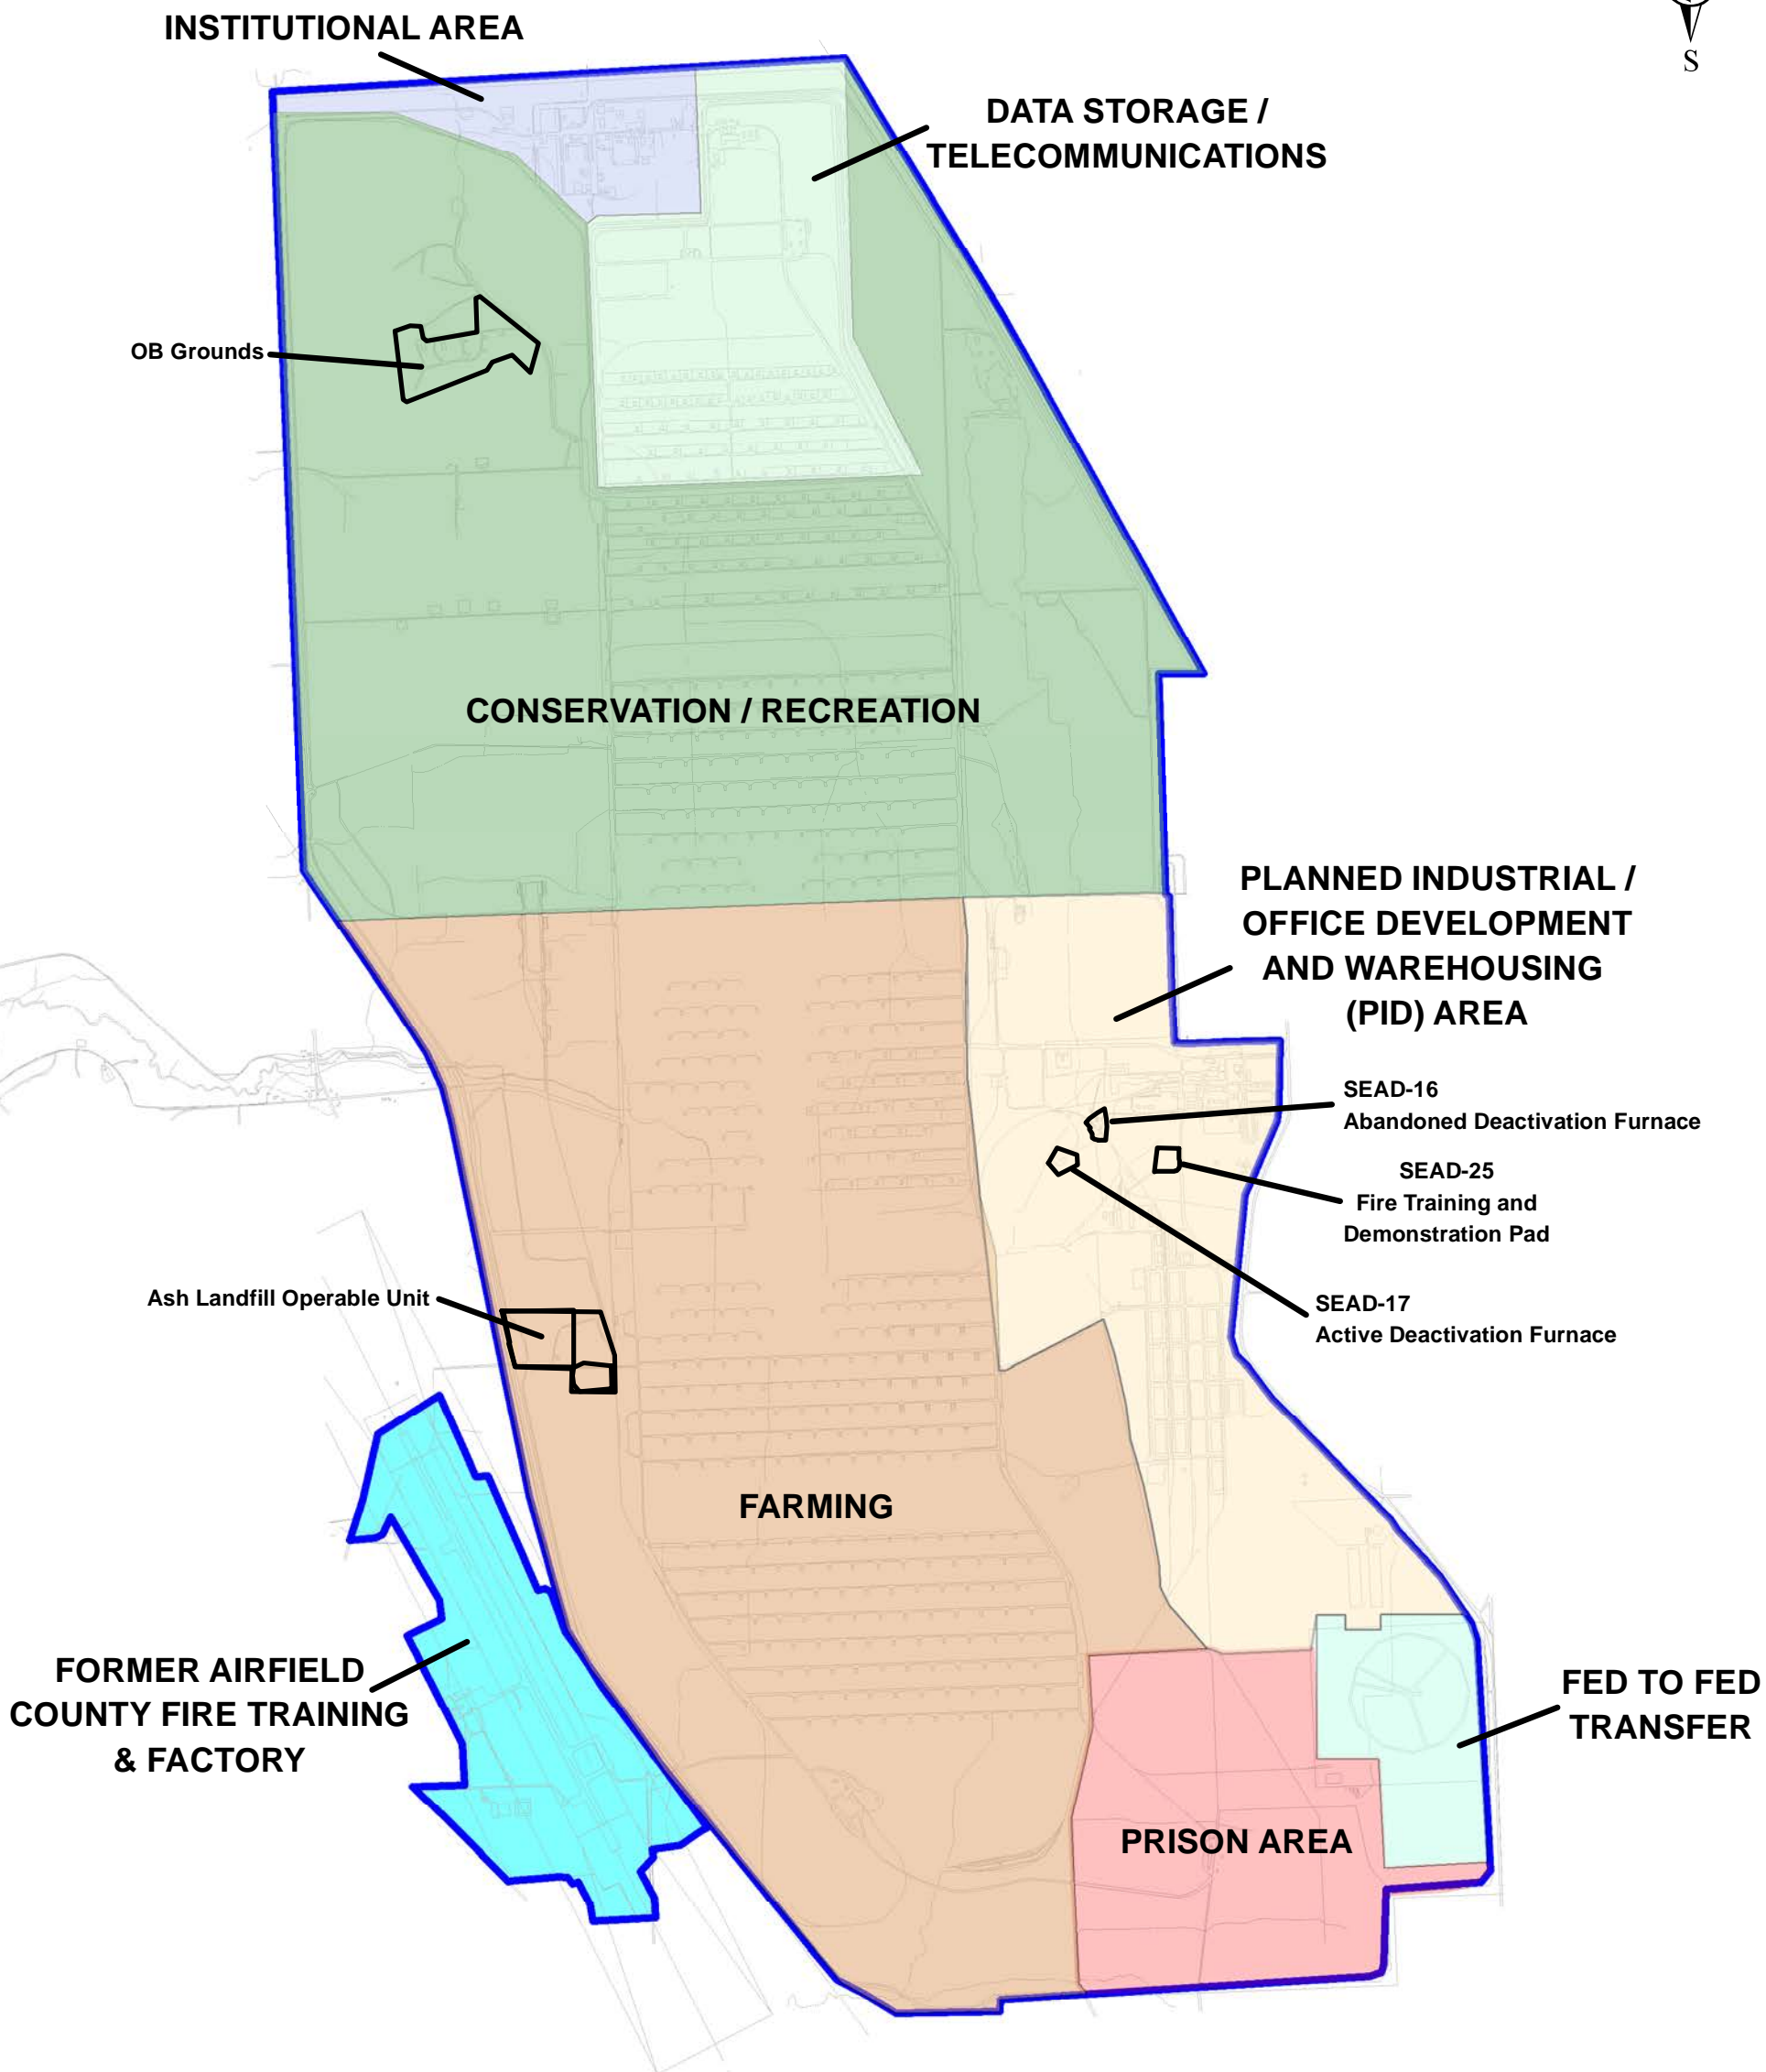 INSTITUTIONAL AREA
S
DATA STORAGE /
TELECOMMUNICATIONS
OB Grounds
CONSERVATION / RECREATION
PLANNED INDUSTRIAL /
OFFICE DEVELOPMENT
AND WAREHOUSING
(PID) AREA
SEAD-16
Abandoned Deactivation Furnace
SEAD-25
Fire Training and
Demonstration Pad
Ash Landfill Operable Unit
SEAD-17
Active Deactivation Furnace
FARMING
FORMER AIRFIELD
COUNTY FIRE TRAINING
& FACTORY
FED TO FED
TRANSFER
PRISON AREA